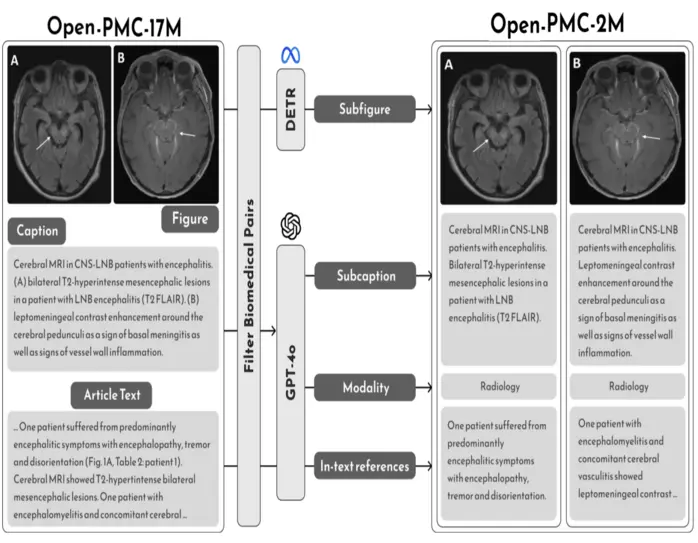 Open-PMC-17M
A
B
Figure
Caption
Cerebral MRI in CNS-LNB patients with encephalitis.
(A) bilateral T2-hyperintense mesencephalic lesions
in a patient with LNB encephalitis (T2 FLAIR). (B)
leptomeningeal contrast enhancement around the
cerebral pedunculi as a sign of basal meningitis as
well as signs of vessel wall inflammation.
Article Text
... One patient suffered from predominantly
encephalitic symptoms with encephalopathy, tremor
and disorientation (Fig. 1A, Table 2: patient 1).
Cerebral MRI showed T2-hypertintense bilateral
mesencephalic lesions. One patient with
encephalomyelitis and concomitant cerebral ...
Filter Biomedical Pairs
DETR
GPT-4o
Subfigure
Subcaption
Modality
In-text references
Open-PMC-2M
A
Cerebral MRI in CNS-LNB
patients with encephalitis.
Bilateral T2-hyperintense
mesencephalic lesions in a
patient with LNB
encephalitis (T2 FLAIR).
Radiology
One patient suffered from
predominantly
encephalitic symptoms
with encephalopathy,
tremor and disorientation.
B
Cerebral MRI in CNS-LNB
patients with encephalitis.
Leptomeningeal contrast
enhancement around the
cerebral pedunculi as a
sign of basal meningitis as
well as signs of vessel wall
inflammation.
Radiology
One patient with
encephalomyelitis and
concomitant cerebral
vasculitis showed
leptomeningeal contrast ...